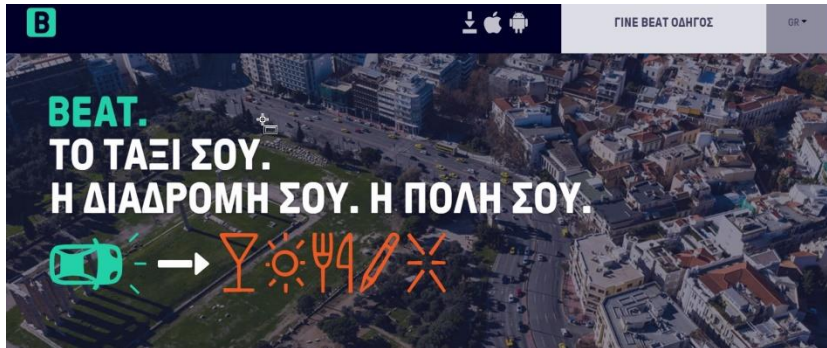 B
ΓΙΝΕ BEAT ΟΔΗΓΟΣ
GR
BEAT.
ΤΟ ΤΑΞΙ ΣΟΥ.
Η ΔΙΑΔΡΟΜΗ ΣΟΥ. Η ΠΟΛΗ ΣΟΥ.